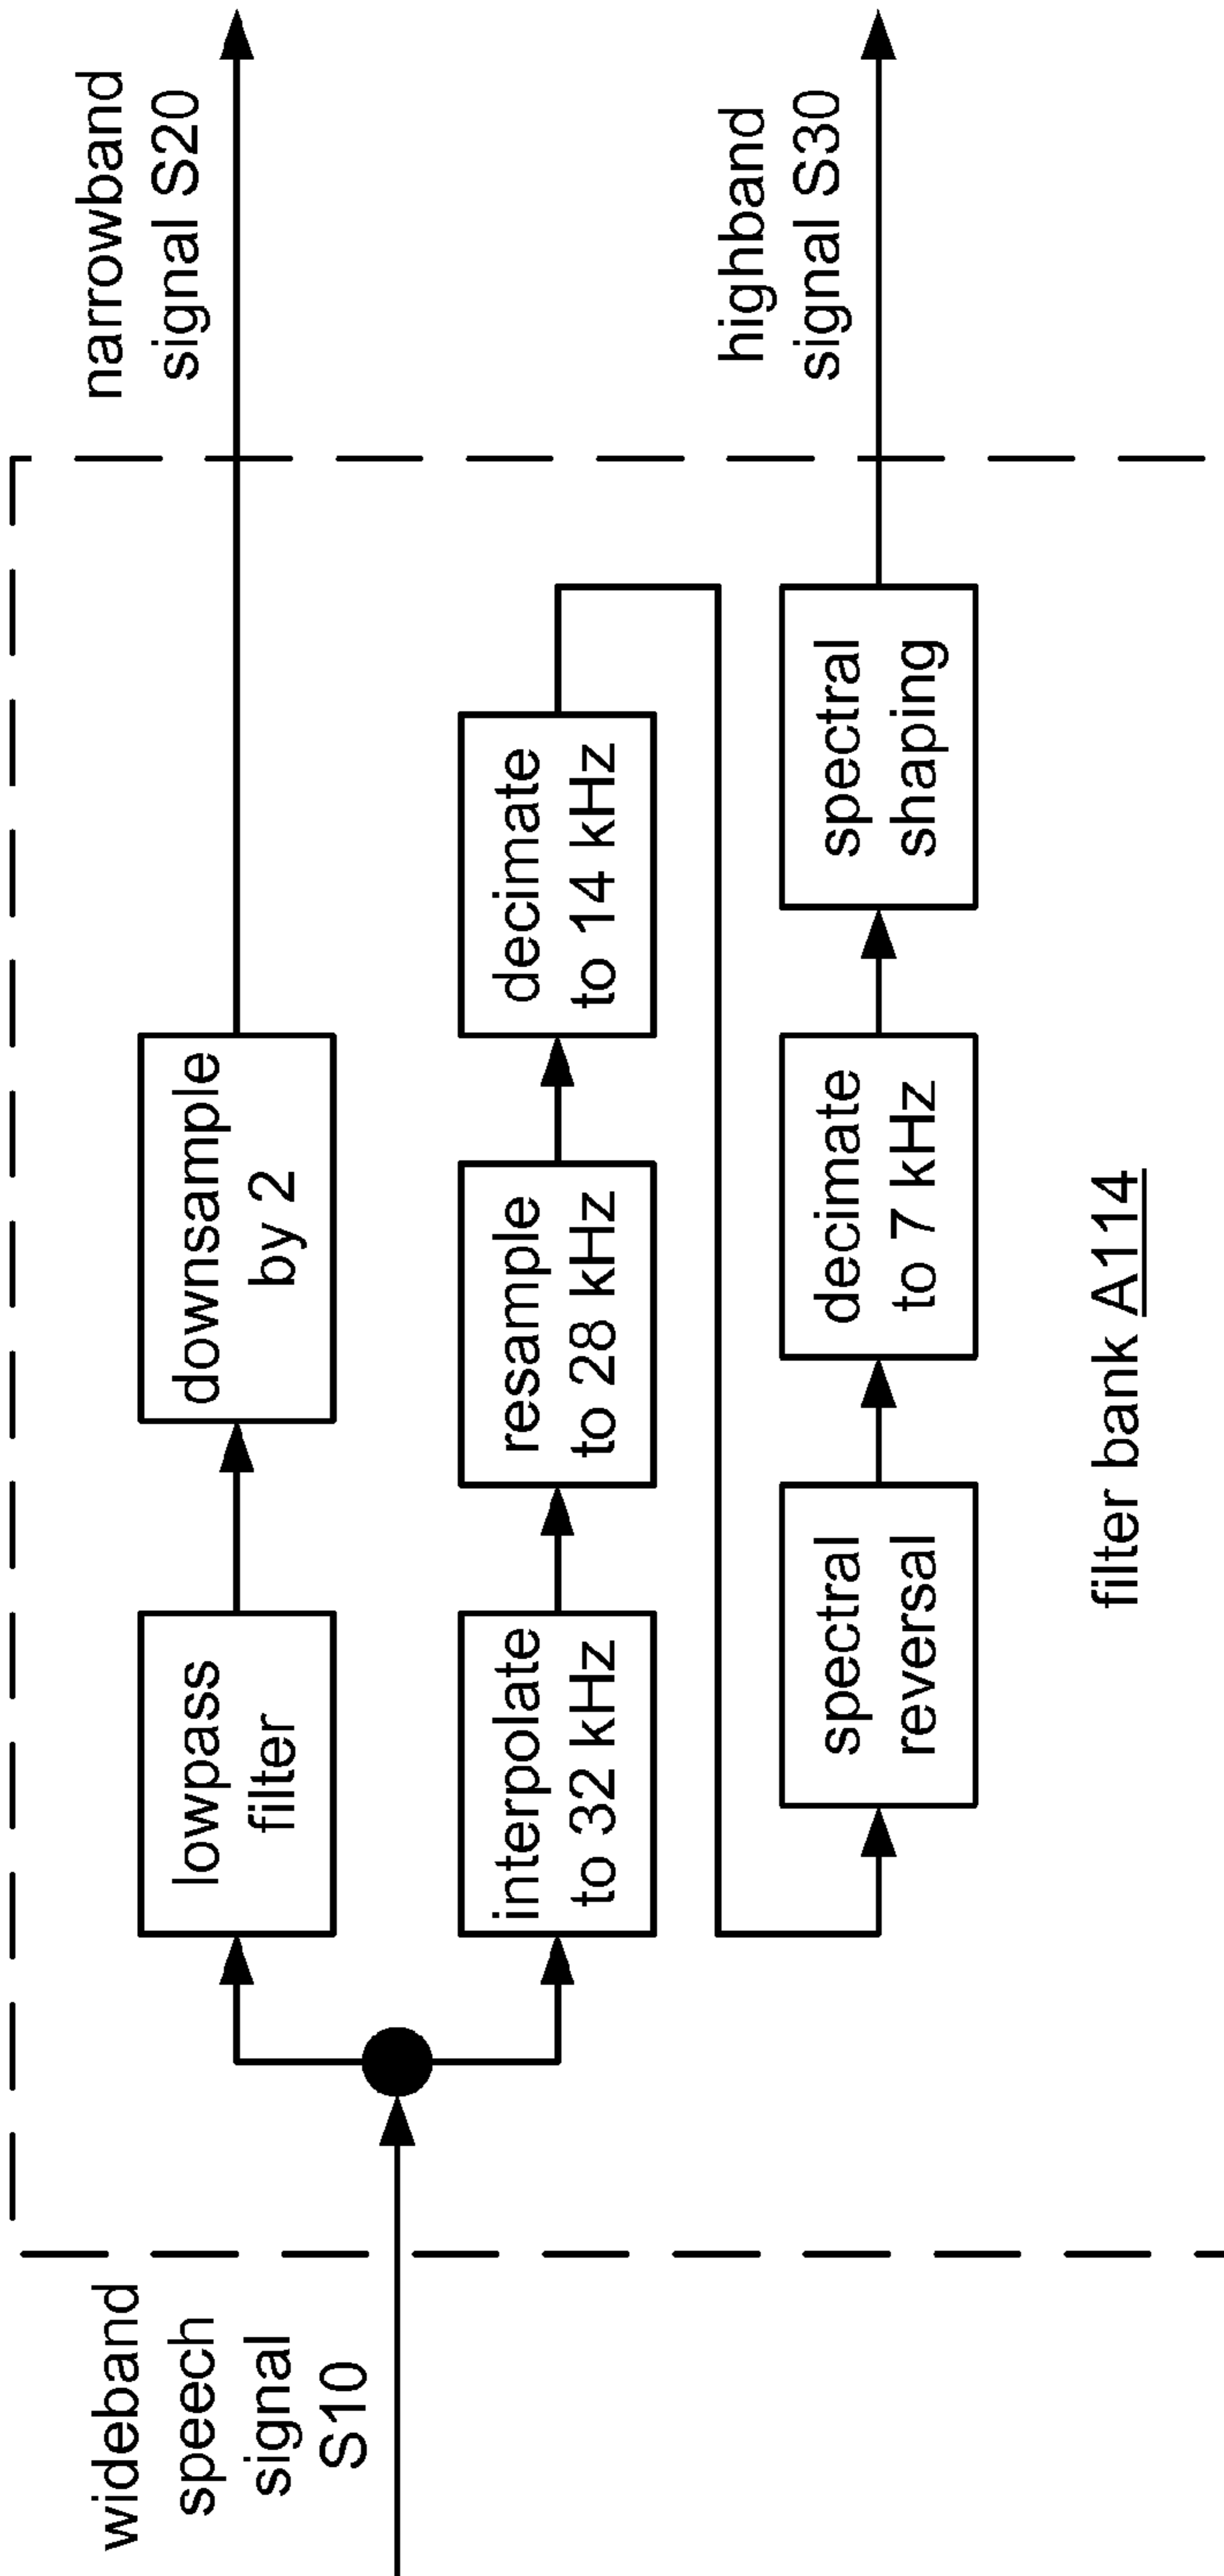 wideband
speech
signal
S10
lowpass
filter
downsample
by 2
narrowband
signal S20
interpolate
to 32 kHz
resample
to 28 kHz
decimate
to 14 kHz
spectral
reversal
decimate
to 7 kHz
spectral
shaping
highband
signal S30
filter bank A114